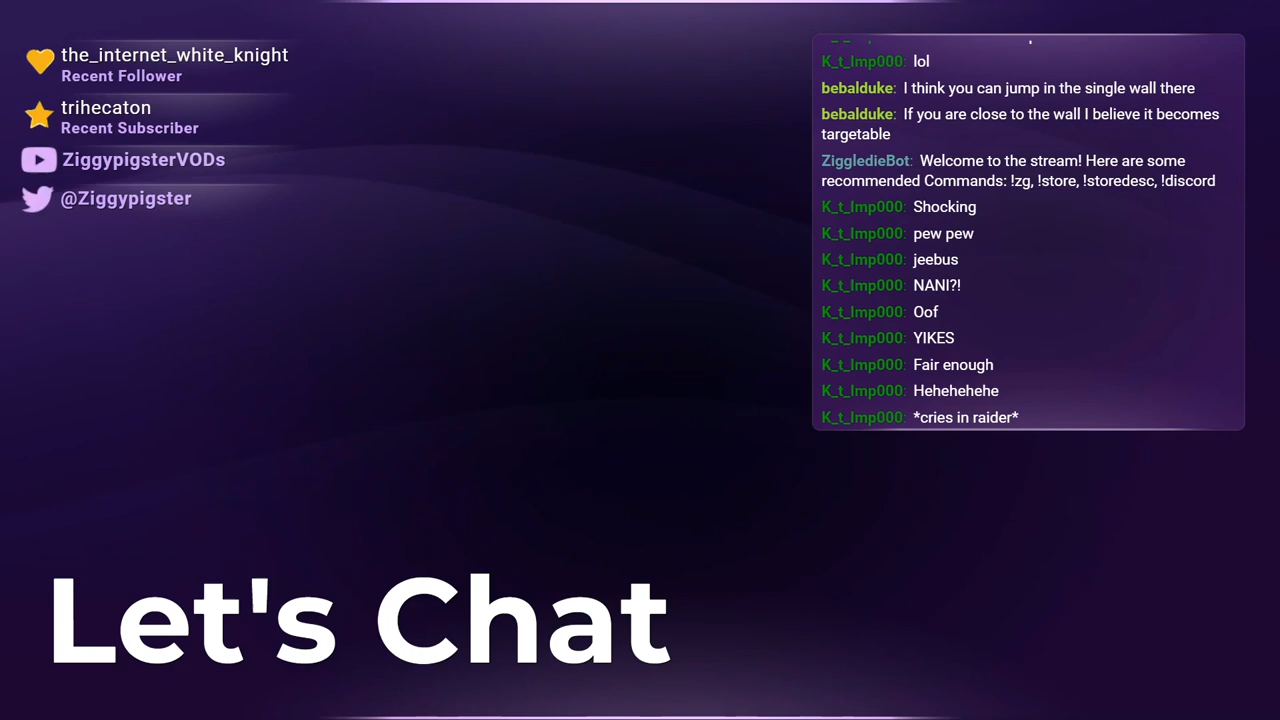 the_internet_white_knight
Recent Follower
trihecaton
Recent Subscriber
ZiggypigsterVODs
@Ziggypigster
K_t_Imp000: lol
bebalduke: I think you can jump in the single wall there
bebalduke: If you are close to the wall I believe it becomes
targetable
ZiggledieBot: Welcome to the stream! Here are some
recommended Commands: !zg, !store, !storedesc, !discord
K_t_Imp000: Shocking
K_t_Imp000: pew pew
K_t_Imp000: jeebus
K_t_Imp000: NANI?!
K_t_Imp000: Oof
K_t_Imp000: YIKES
K_t_Imp000: Fair enough
K_t_Imp000: Hehehehehe
K_t_Imp000: *cries in raider*
Let's Chat